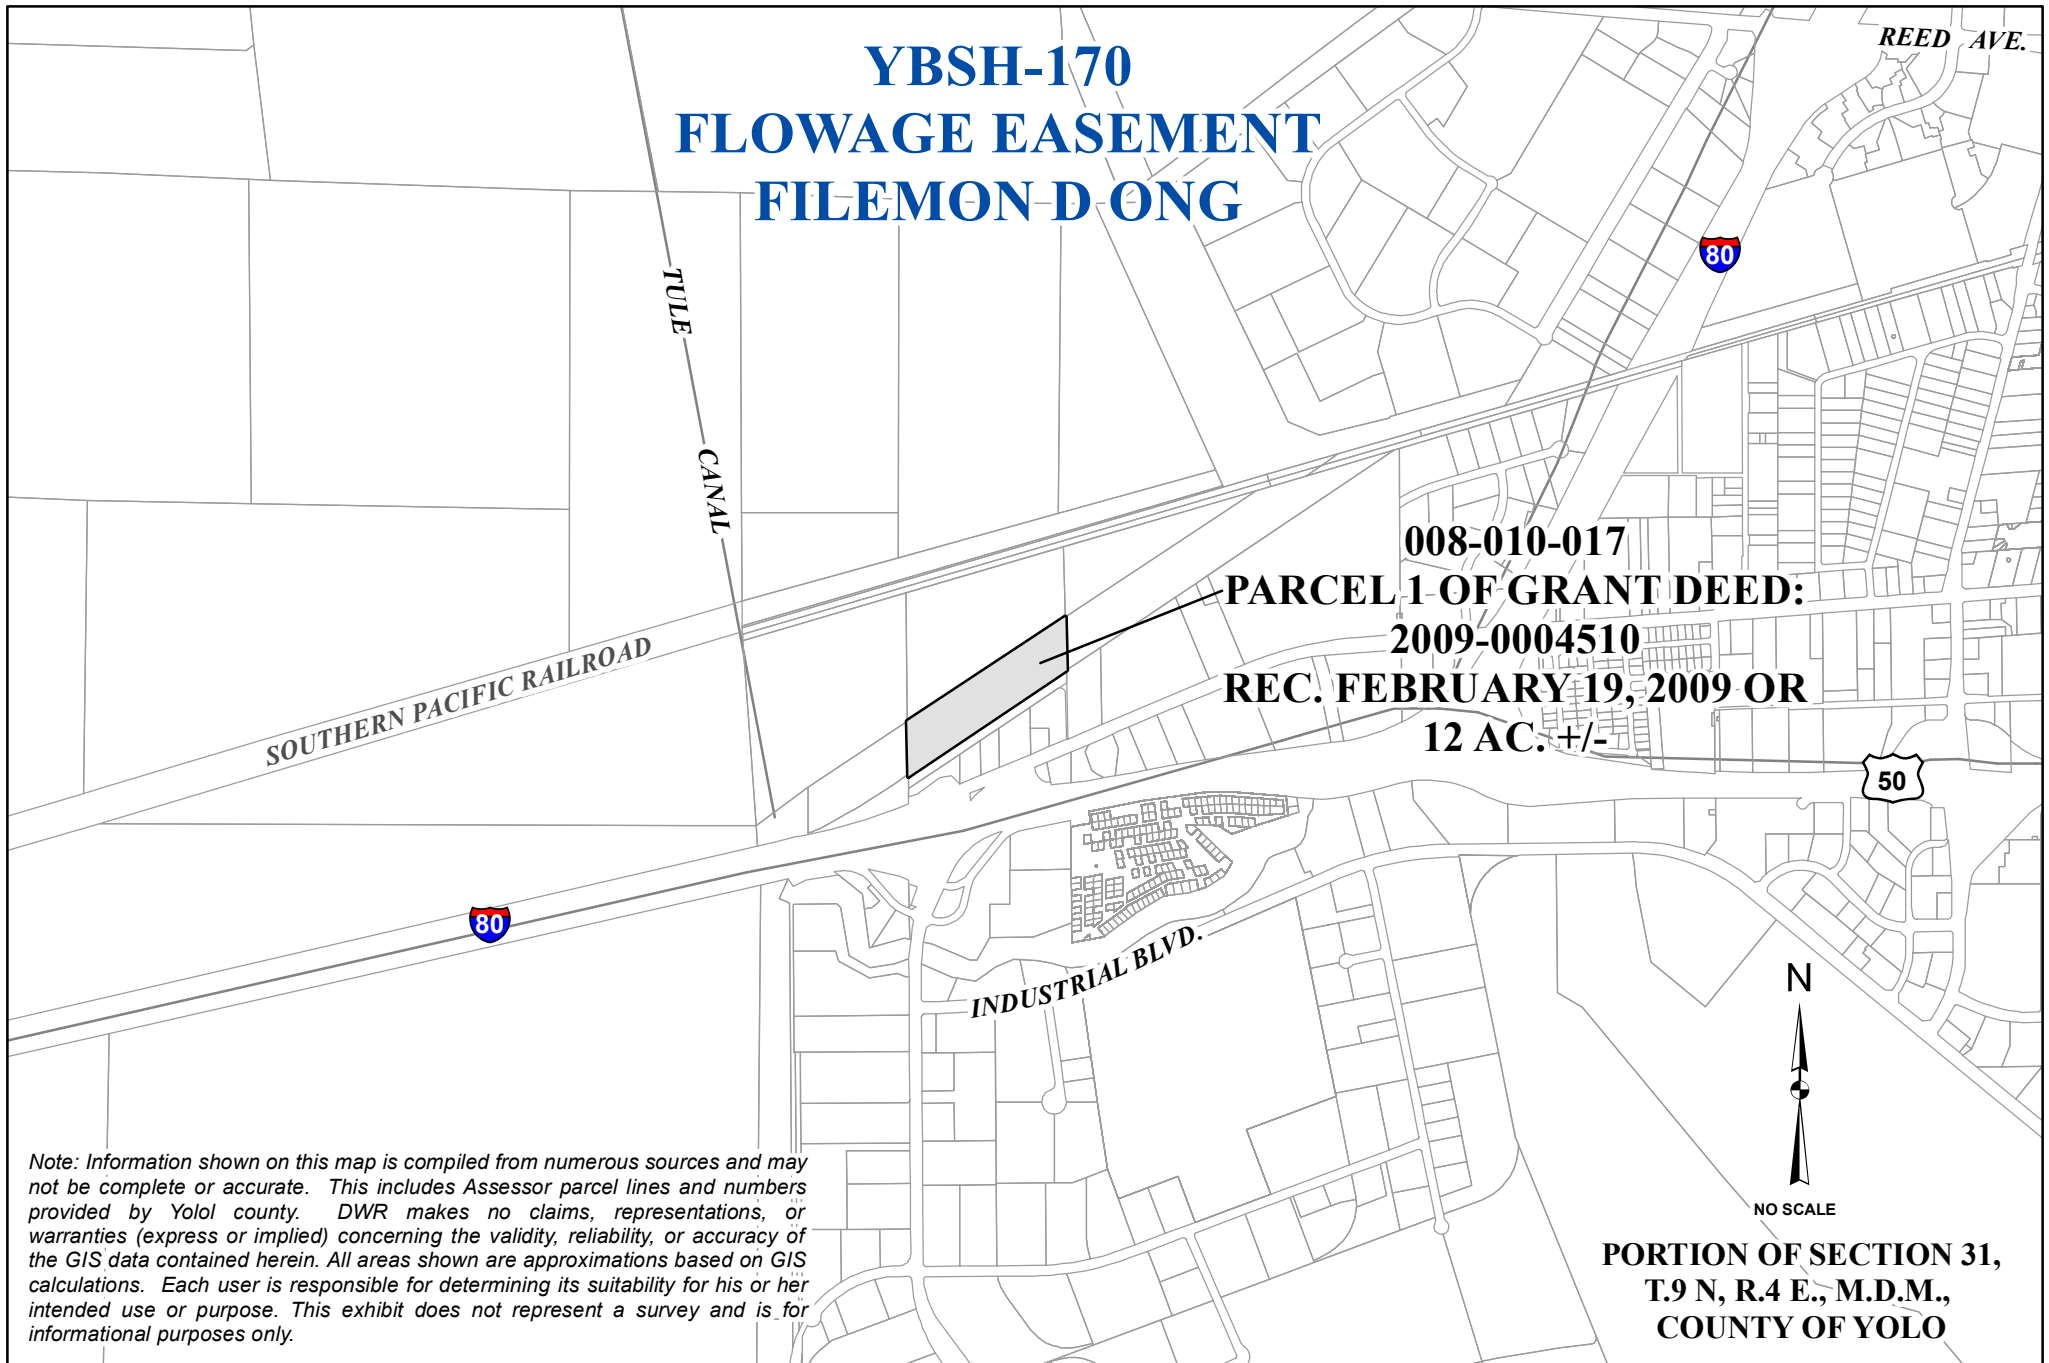 YBSH-170
FLOWAGE EASEMENT
FILEMON D ONG
REED AVE.
80
TULE CANAL
008-010-017
PARCEL 1 OF GRANT DEED:
2009-0004510
REC. FEBRUARY 19, 2009 OR
12 AC. +/-
SOUTHERN PACIFIC RAILROAD
50
80
INDUSTRIAL BLVD.
N
NO SCALE
Note: Information shown on this map is compiled from numerous sources and may
not be complete or accurate. This includes Assessor parcel lines and numbers
provided by Yolol county. DWR makes no claims, representations, or
warranties (express or implied) concerning the validity, reliability, or accuracy of
the GIS data contained herein. All areas shown are approximations based on GIS
calculations. Each user is responsible for determining its suitability for his or her
intended use or purpose. This exhibit does not represent a survey and is for
informational purposes only.
PORTION OF SECTION 31,
T.9 N, R.4 E., M.D.M.,
COUNTY OF YOLO